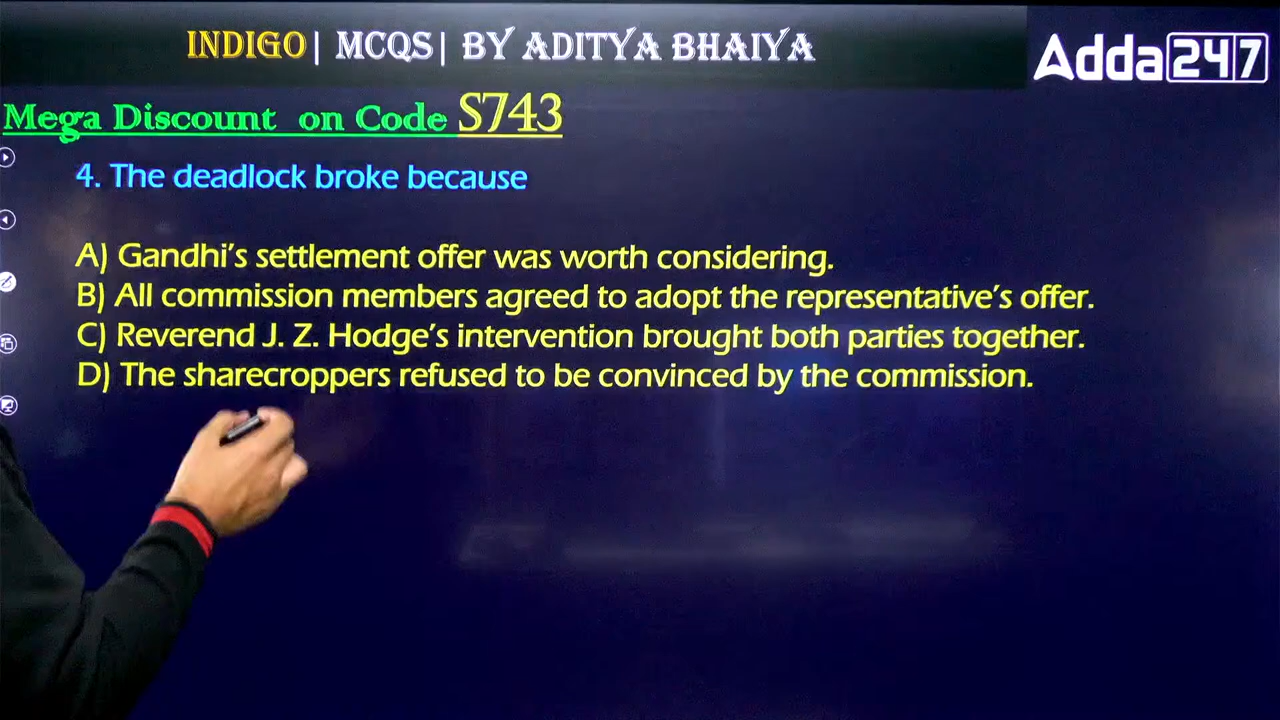 INDIGO| MCQS| BY ADITYA BHAIYA
Adda247
Mega Discount on Code S743
4. The deadlock broke because
A) Gandhi's settlement offer was worth considering.
B) All commission members agreed to adopt the representative's offer.
C) Reverend J. Z. Hodge's intervention brought both parties together.
D) The sharecroppers refused to be convinced by the commission.